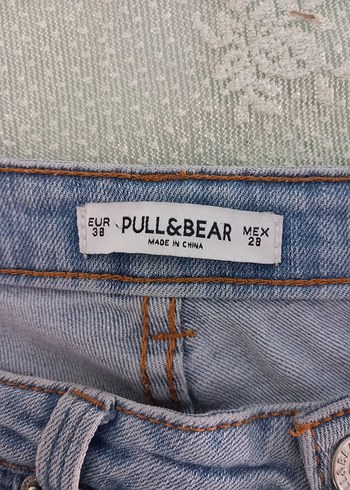 EUR 38
PULL&BEAR
MADE IN CHINA
MEX 28